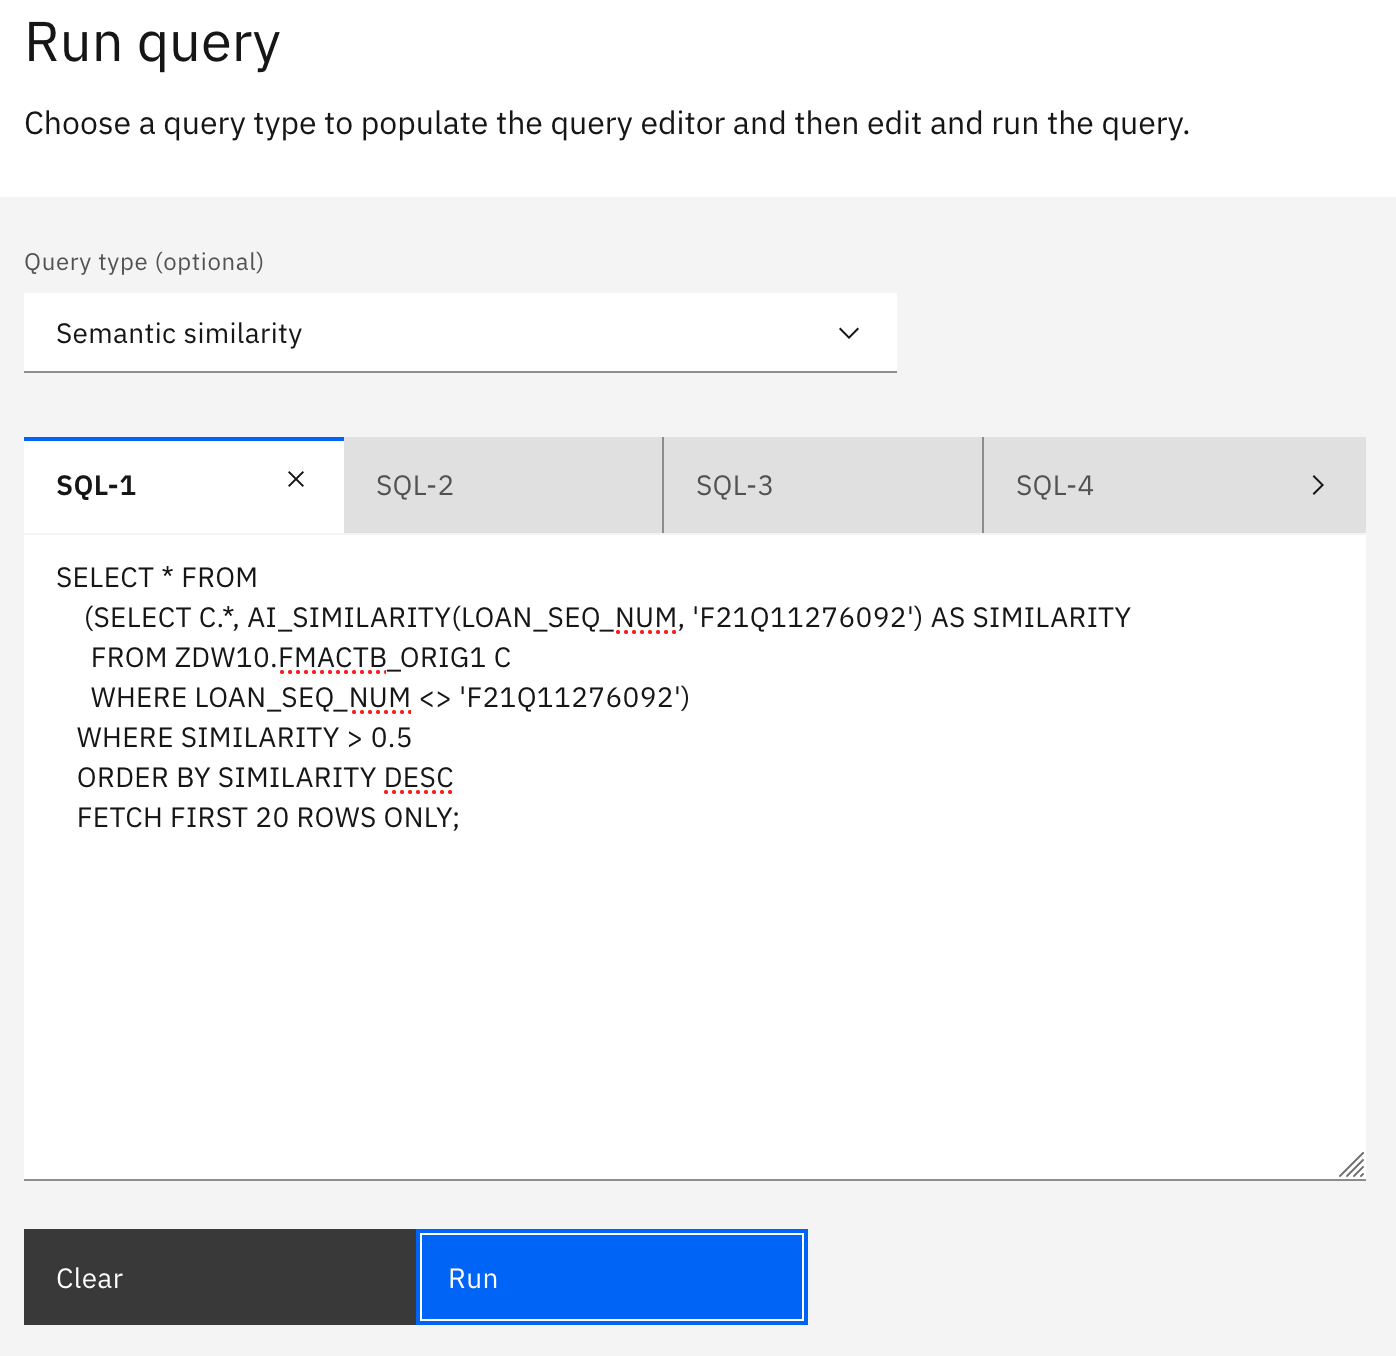 Run query
Choose a query type to populate the query editor and then edit and run the query.
Query type (optional)
Semantic similarity
SQL-1
SQL-2
SQL-3
SQL-4
SELECT * FROM
(SELECT C.*, AI_SIMILARITY(LOAN_SEQ_NUM, 'F21Q11276092') AS SIMILARITY
FROM ZDW10.FMACTB_ORIG1 C
WHERE LOAN_SEQ_NUM <> 'F21Q11276092')
WHERE SIMILARITY > 0.5
ORDER BY SIMILARITY DESC
FETCH FIRST 20 ROWS ONLY;
Clear
Run